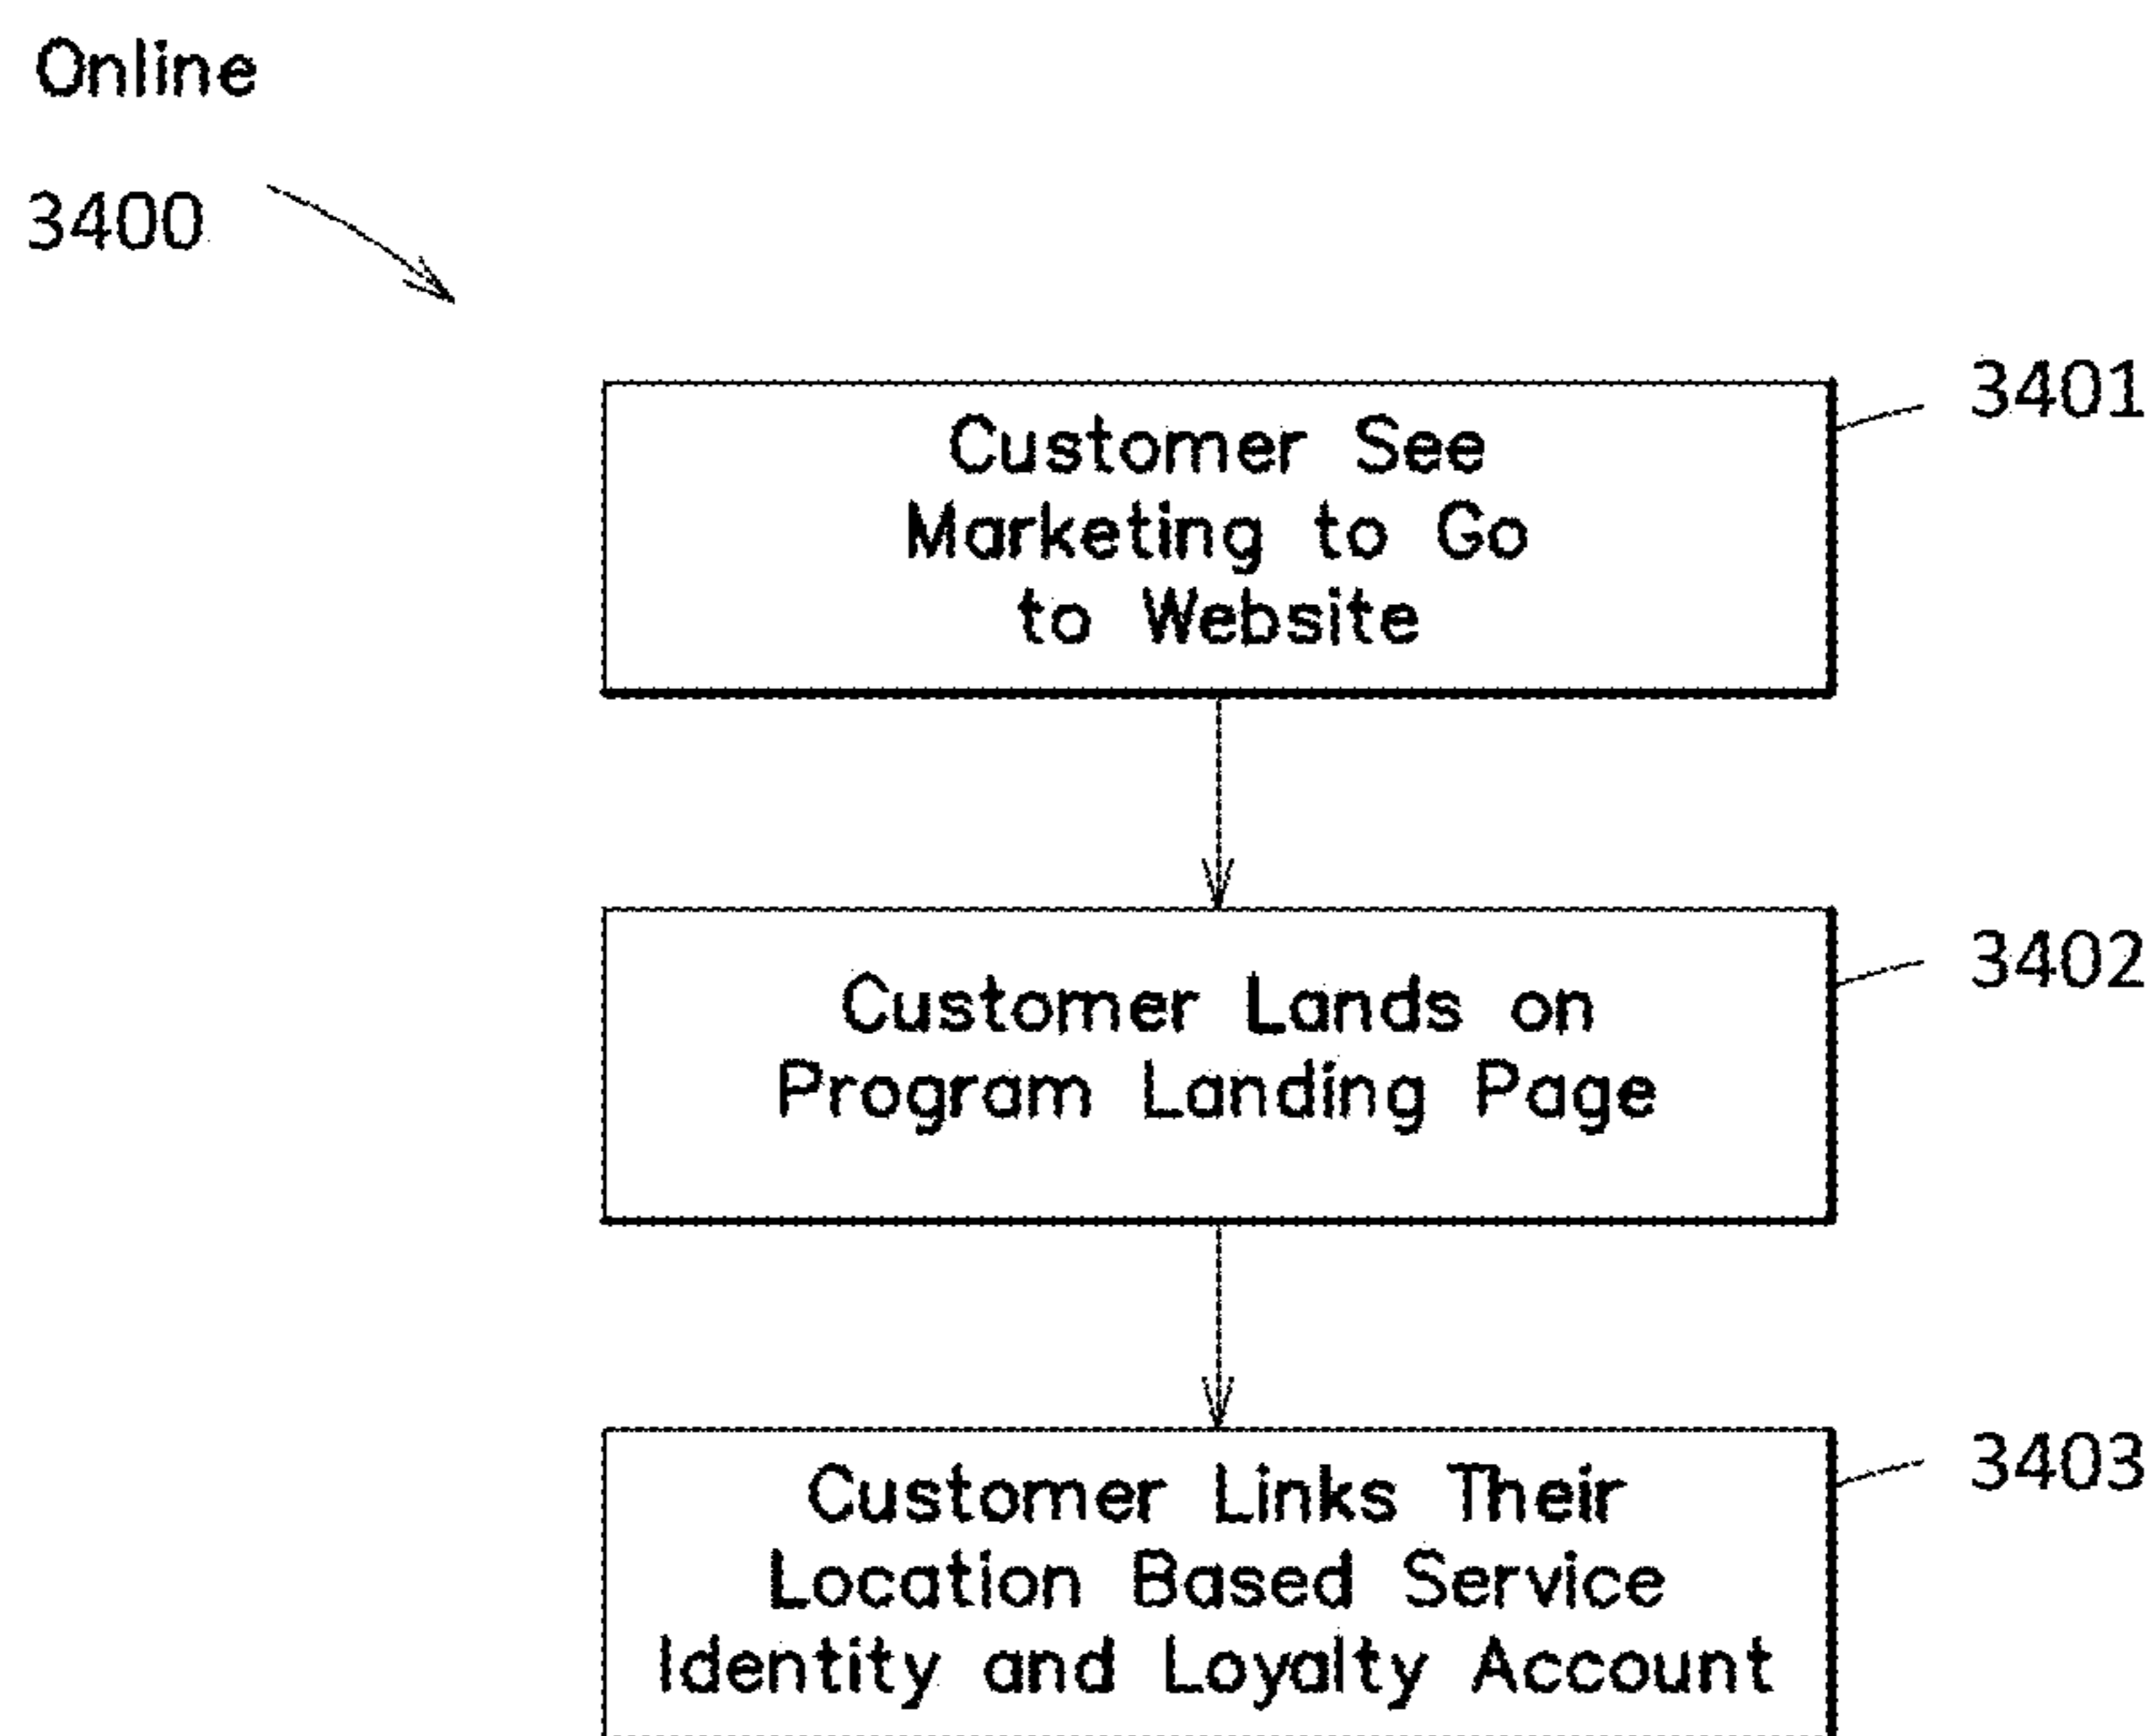 Online
3400
3401
Customer See
Marketing to Go
to Website
3402
Customer Lands on
Program Landing Page
3403
Customer Links Their
Location Based Service
Identity and Loyalty Account